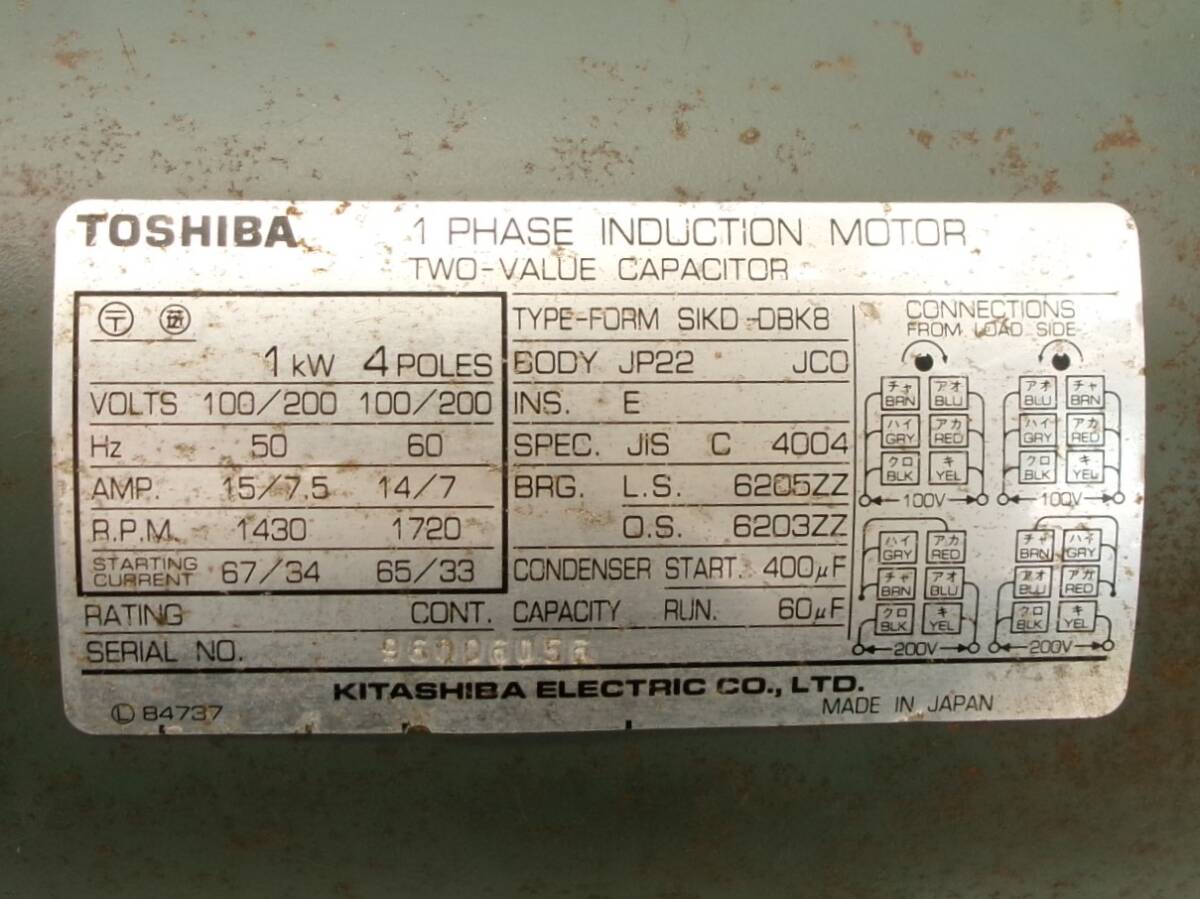 TOSHIBA 1 PHASE INDUCTION MOTOR
TWO-VALUE CAPACITOR
〒
1 kW 4 POLES
VOLTS 100/200 100/200
Hz 50 60
AMP. 15/7.5 14/7
R.P.M. 1430 1720
STARTING CURRENT 67/34 65/33
RATING CONT.
SERIAL NO.
TYPE-FORM SIKD-DBK8
BODY JP22 JC0
INS. E
SPEC. JiS C 4004
BRG. L.S. 6205ZZ
O.S. 6203ZZ
CONDENSER START. 400μF
CAPACITY RUN. 60μF
CONNECTIONS
FROM LOAD SIDE
チャ アオ アオ チャ
BRN BLU BLU BRN
ハイ アカ ハイ アカ
GRY RED GRY RED
クロ キ クロ キ
BLK YEL BLK YEL
100V 100V
ハイ アカ チャ ハイ
GRY RED BRN GRY
チャ アオ アオ アカ
BRN BLU BLU RED
クロ キ クロ キ
BLK YEL BLK YEL
200V 200V
KITASHIBA ELECTRIC CO., LTD.
Ⓛ 84737 MADE IN JAPAN